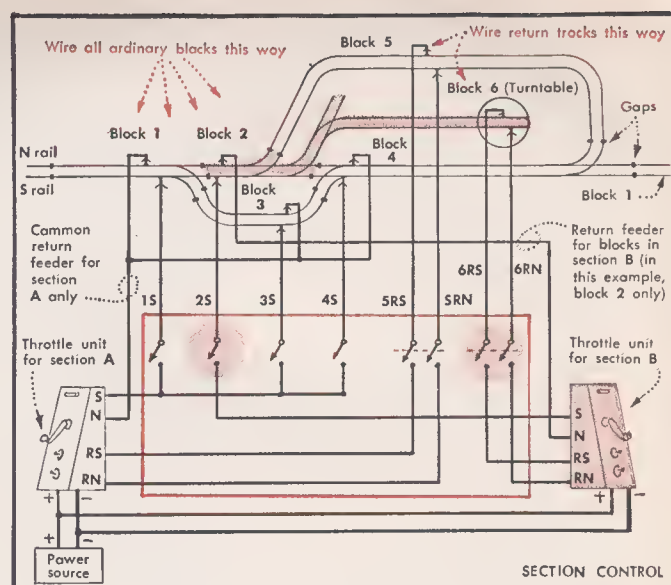 Wire all ordinary blacks this woy
Block 5
Wire return trocks this woy
Block 6 (Turntable)
Block 1
Block 2
Gaps
N rail
S rail
Block
4
Block
3
Block 1
Common
return
feeder for
section
A only
Return feeder
for blocks in
section B (in
this example,
block 2 only)
1S
2S
3S
4S
5RS
5RN
6RS
6RN
Throttle unit
for section A
Throttle unit
for section B
S
N
RS
RN
S
N
RS
RN
+
–
+
–
+
–
Power
source
SECTION CONTROL